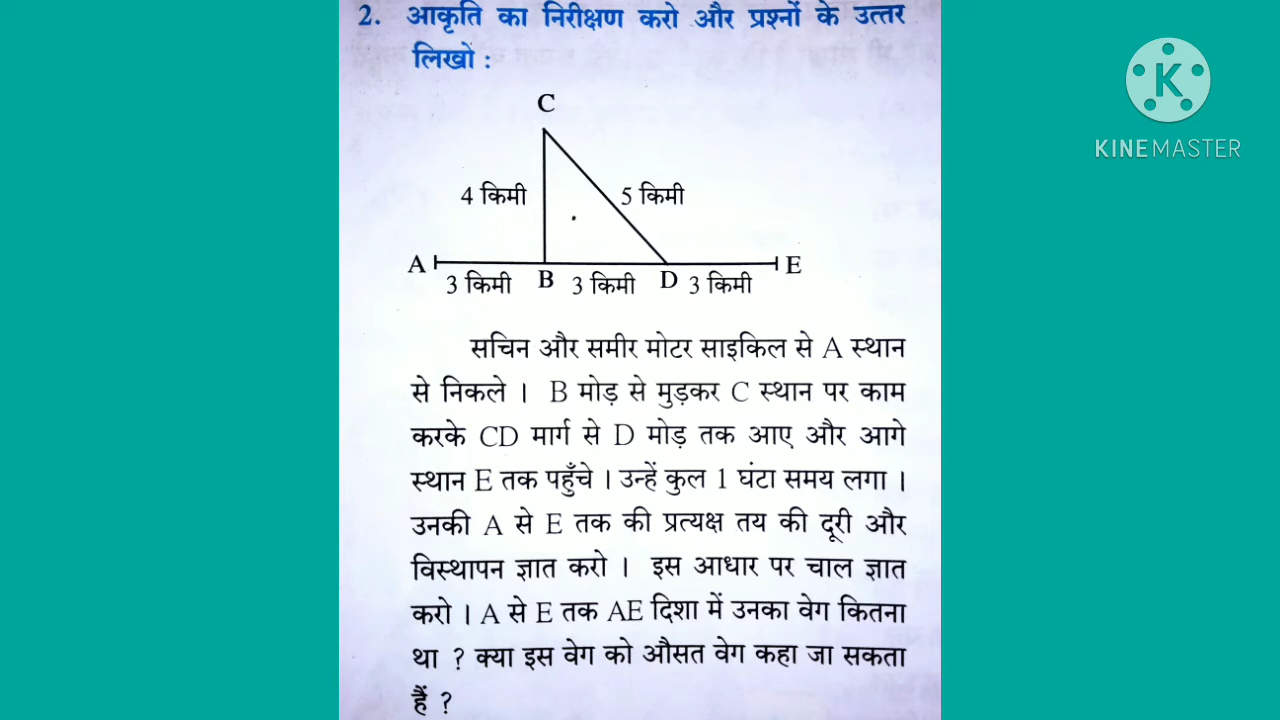 2. आकृति का निरीक्षण करो और प्रश्नों के उत्तर
लिखो :
C
4 किमी
5 किमी
A
B
D
E
3 किमी
3 किमी
3 किमी
सचिन और समीर मोटर साइकिल से A स्थान
से निकले । B मोड़ से मुड़कर C स्थान पर काम
करके CD मार्ग से D मोड़ तक आए और आगे
स्थान E तक पहुँचे । उन्हें कुल 1 घंटा समय लगा ।
उनकी A से E तक की प्रत्यक्ष तय की दूरी और
विस्थापन ज्ञात करो । इस आधार पर चाल ज्ञात
करो । A से E तक AE दिशा में उनका वेग कितना
था ? क्या इस वेग को औसत वेग कहा जा सकता
हैं ?
K
KINEMASTER